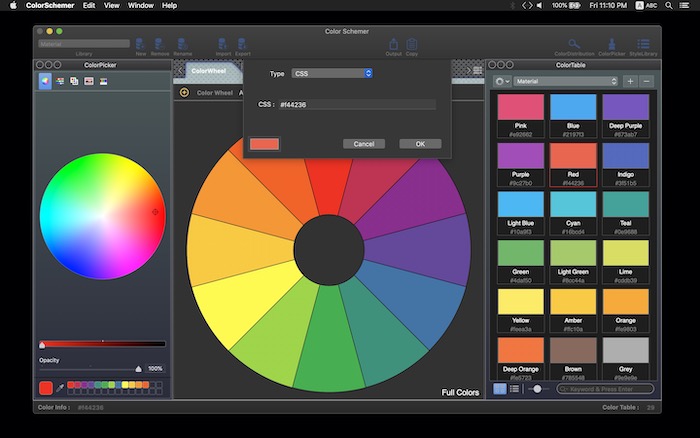 ColorSchemer Edit View Window Help
100% Fri 11:10 PM ABC
Color Schemer
Material
Library New Remove Rename Import Export Output Copy ColorDistribution ColorPicker StyleLibrary
ColorPicker
ColorWheel
Color Wheel
Type CSS
CSS : #f44236
Cancel OK
ColorTable
Material
Pink Blue Deep Purple
#e92662 #2197f3 #673ab7
Purple Red Indigo
#9c27b0 #f44236 #3f51b5
Light Blue Cyan Teal
#10a9f3 #16bcd4 #0e9688
Green Light Green Lime
#4daf50 #8cc44a #cddb39
Yellow Amber Orange
#feea3a #ffc10a #fe9803
Deep Orange Brown Grey
#fe5723 #785548 #9e9e9e
Opacity
100%
Full Colors
Keyword & Press Enter
Color Info : #f44236
Color Table : 29